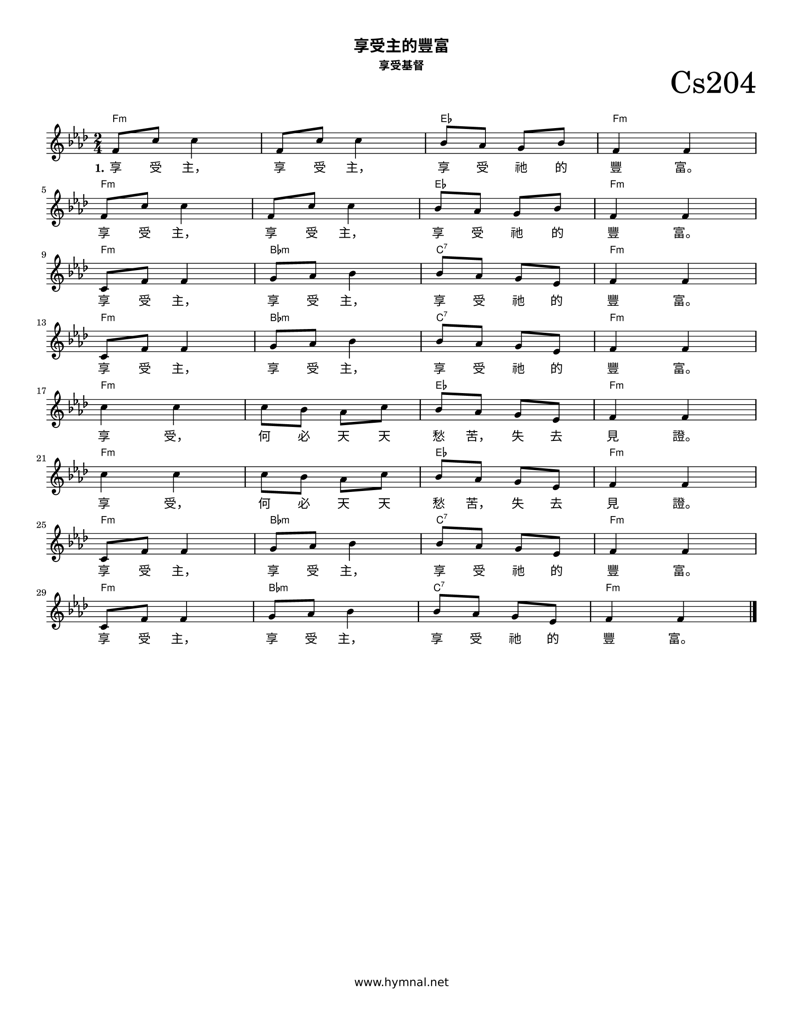 享受主的豐富
享受基督
Cs204
Fm E♭ Fm
1. 享 受 主， 享 受 主， 享 受 祂 的 豐 富。
Fm E♭ Fm
5
享 受 主， 享 受 主， 享 受 祂 的 豐 富。
Fm B♭m C7 Fm
9
享 受 主， 享 受 主， 享 受 祂 的 豐 富。
Fm B♭m C7 Fm
13
享 受 主， 享 受 主， 享 受 祂 的 豐 富。
Fm E♭ Fm
17
享 受， 何 必 天 天 愁 苦， 失 去 見 證。
Fm E♭ Fm
21
享 受， 何 必 天 天 愁 苦， 失 去 見 證。
Fm B♭m C7 Fm
25
享 受 主， 享 受 主， 享 受 祂 的 豐 富。
Fm B♭m C7 Fm
29
享 受 主， 享 受 主， 享 受 祂 的 豐 富。
www.hymnal.net